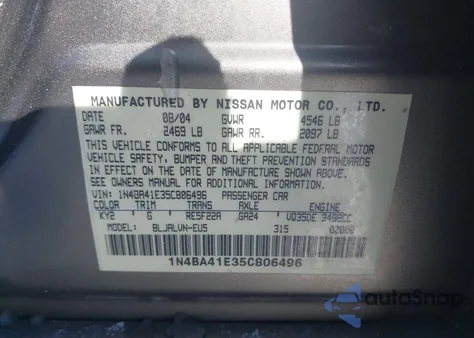 MANUFACTURED BY NISSAN MOTOR CO., LTD.
DATE 08/04 GVWR 4546 LB
GAWR FR. 2469 LB GAWR RR. 2097 LB
THIS VEHICLE CONFORMS TO ALL APPLICABLE FEDERAL MOTOR
VEHICLE SAFETY, BUMPER AND THEFT PREVENTION STANDARDS
IN EFFECT ON THE DATE OF MANUFACTURE SHOWN ABOVE.
SEE OWNERS MANUAL AND ADDITIONAL INFORMATION.
VIN: 1N4BA41E35C806496 PASSENGER CAR
COLOR TRIM TRANS AXLE ENGINE
KY2 G RE5F22A GA24 VQ35DE 3498CC
MODEL: BLJALVN-EU5 315 02000
1N4BA41E35C806496
autoSnap